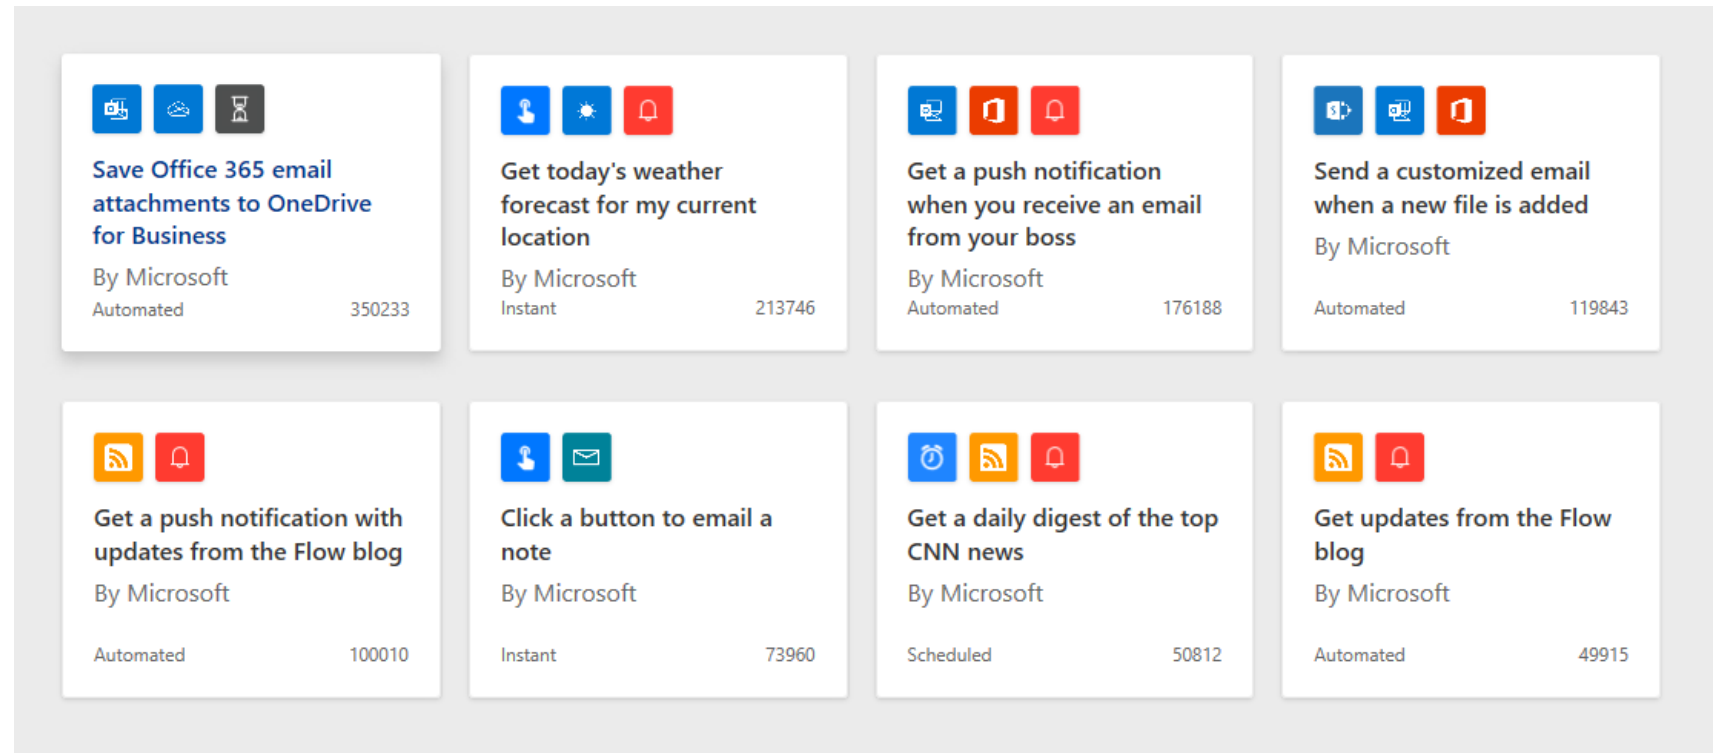 Save Office 365 email
attachments to OneDrive
for Business
By Microsoft
Automated 350233
Get today's weather
forecast for my current
location
By Microsoft
Instant 213746
Get a push notification
when you receive an email
from your boss
By Microsoft
Automated 176188
Send a customized email
when a new file is added
By Microsoft
Automated 119843
Get a push notification with
updates from the Flow blog
By Microsoft
Automated 100010
Click a button to email a
note
By Microsoft
Instant 73960
Get a daily digest of the top
CNN news
By Microsoft
Scheduled 50812
Get updates from the Flow
blog
By Microsoft
Automated 49915